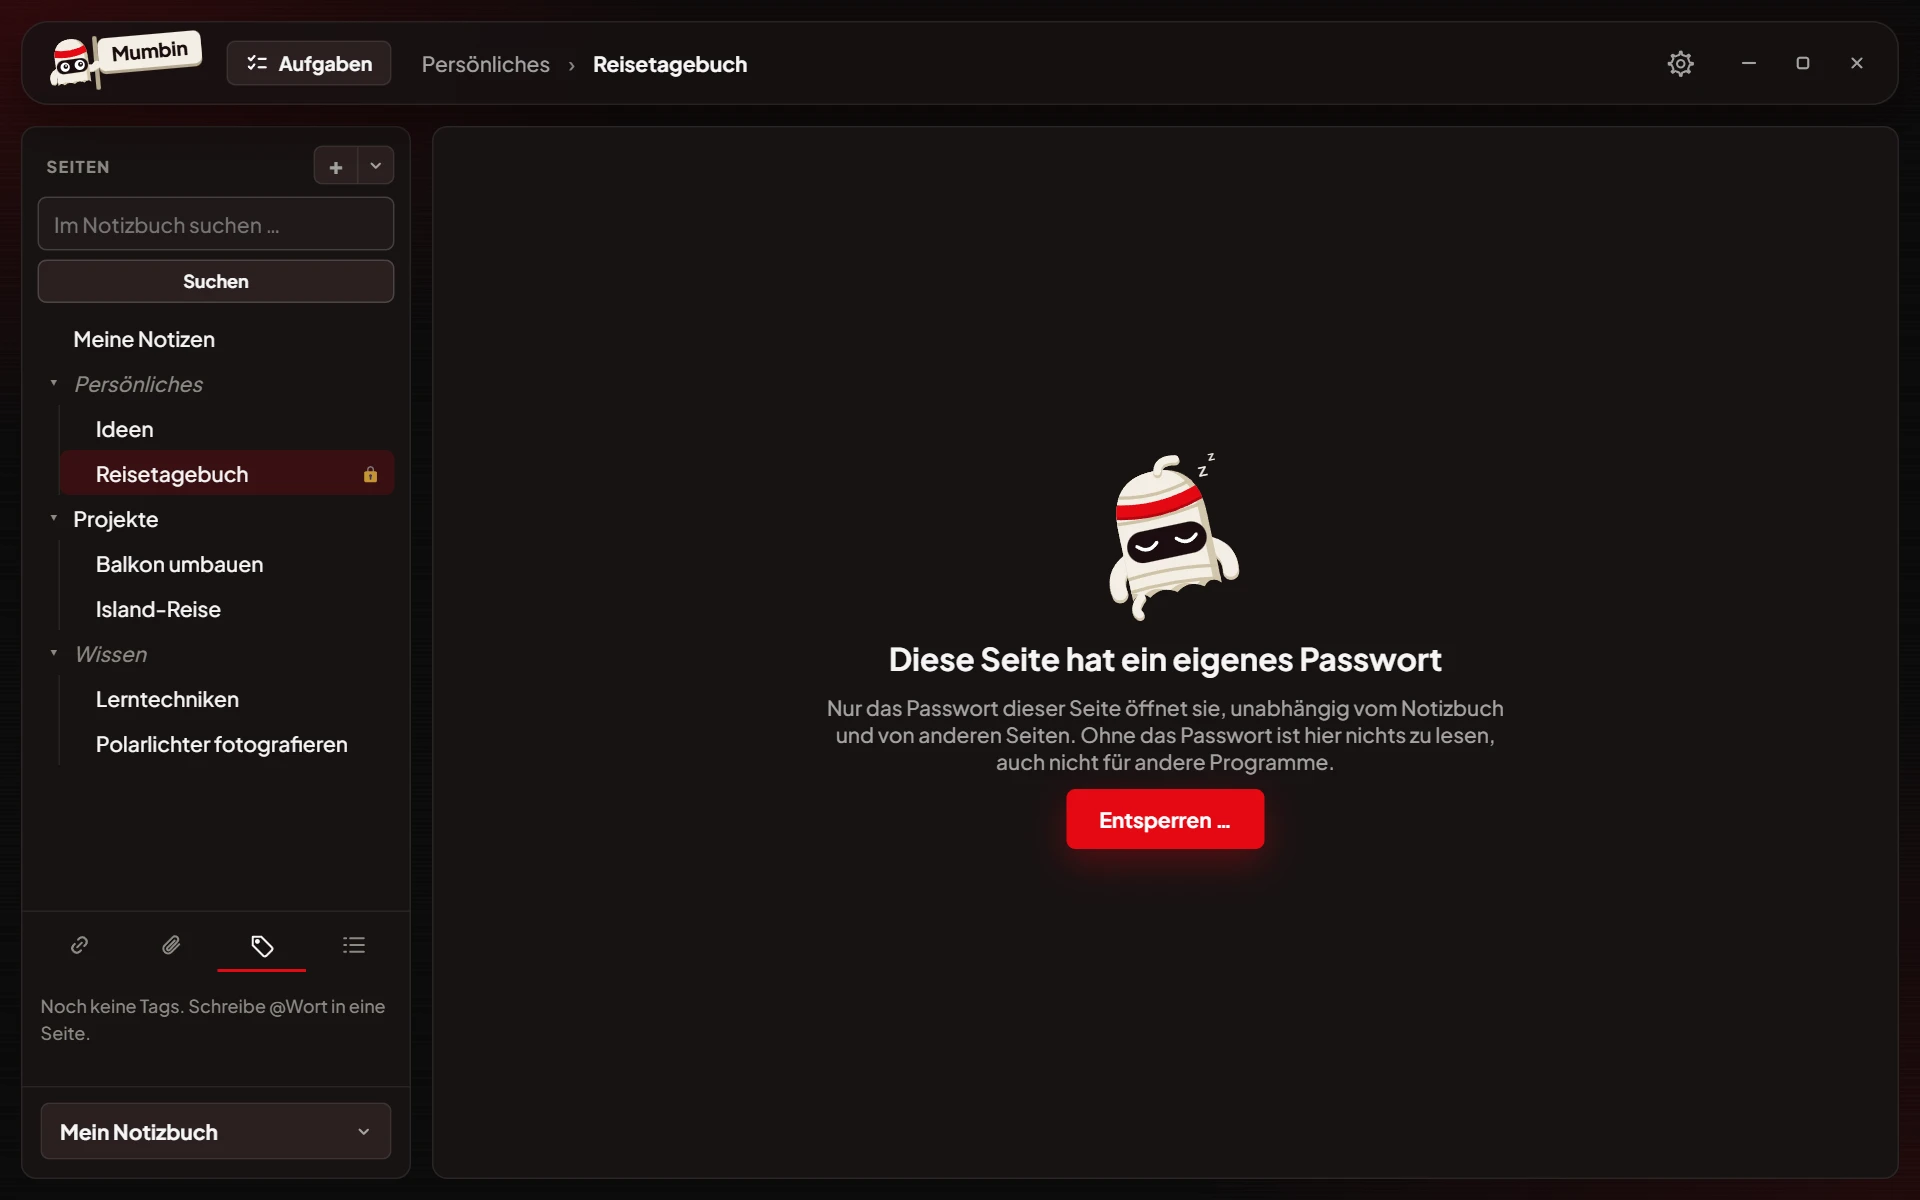 Mumbin
Aufgaben
Persönliches › Reisetagebuch
SEITEN
Im Notizbuch suchen …
Suchen
Meine Notizen
Persönliches
Ideen
Reisetagebuch
Projekte
Balkon umbauen
Island-Reise
Wissen
Lerntechniken
Polarlichter fotografieren
Noch keine Tags. Schreibe @Wort in eine
Seite.
Mein Notizbuch
z
z
Diese Seite hat ein eigenes Passwort
Nur das Passwort dieser Seite öffnet sie, unabhängig vom Notizbuch
und von anderen Seiten. Ohne das Passwort ist hier nichts zu lesen,
auch nicht für andere Programme.
Entsperren …